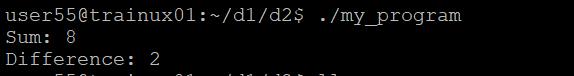 user55@trainux01:~/d1/d2$ ./my_program
Sum: 8
Difference: 2